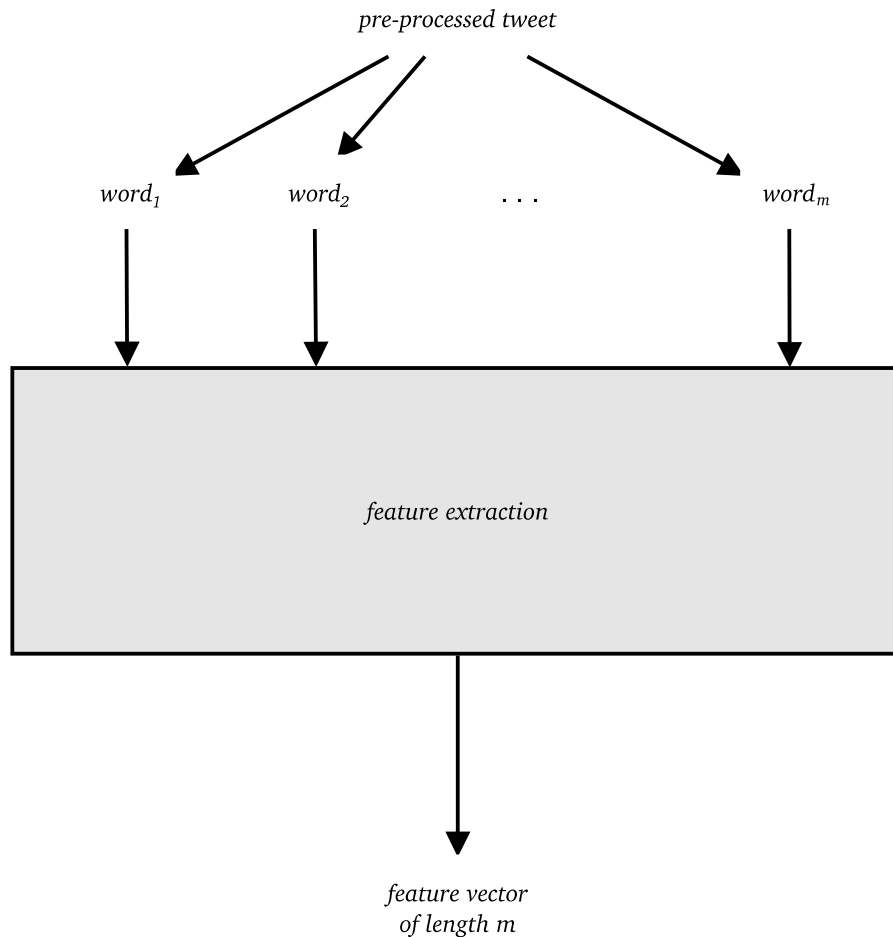 pre-processed tweet
word₁ word₂ . . . wordₘ
feature extraction
feature vector
of length m